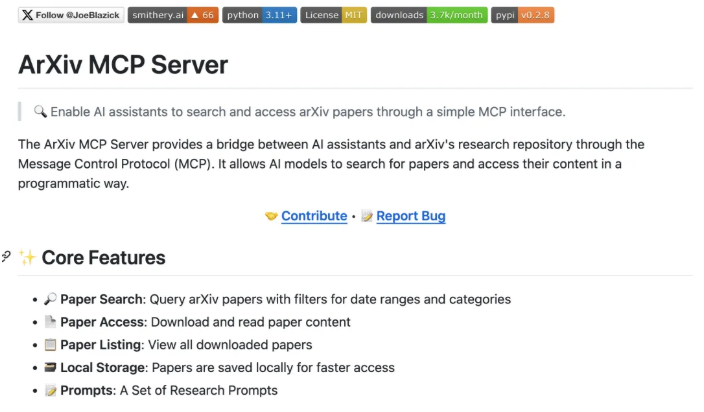 Follow @JoeBlazick smithery.ai ▲ 66 python 3.11+ License MIT downloads 3.7k/month pypi v0.2.8
ArXiv MCP Server
🔍 Enable AI assistants to search and access arXiv papers through a simple MCP interface.
The ArXiv MCP Server provides a bridge between AI assistants and arXiv's research repository through the
Message Control Protocol (MCP). It allows AI models to search for papers and access their content in a
programmatic way.
🤝 Contribute • 📝 Report Bug
✨ Core Features
• 🔎 Paper Search: Query arXiv papers with filters for date ranges and categories
• 📄 Paper Access: Download and read paper content
• 📋 Paper Listing: View all downloaded papers
• 🗃️ Local Storage: Papers are saved locally for faster access
• 📝 Prompts: A Set of Research Prompts